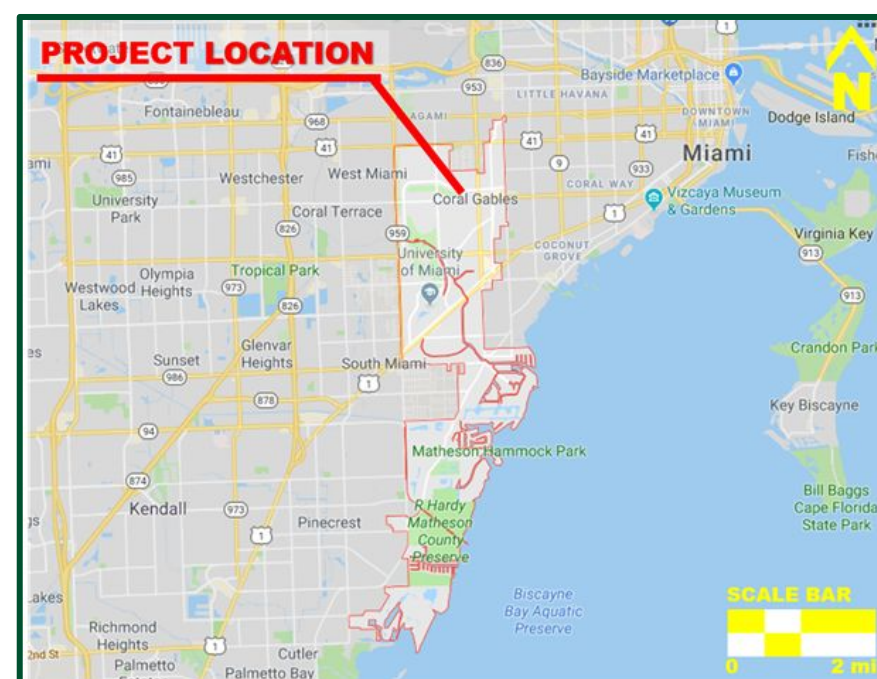 PROJECT LOCATION
1
836
Bayside Marketplace
953
LITTLE HAVANA
Fontainebleau
968
DOWNTOWN
MIAMI
N
Dodge Island
41
41
41
41
Miami
985
Westchester
West Miami
9
933
University
Park
Coral Gables
CORAL WAY
Vizcaya Museum
& Gardens
Coral Terrace
1
826
959
Virginia Key
913
University
of Miami
COCONUT
GROVE
Olympia
Heights
Tropical Park
Westwood
Lakes
973
826
913
Glenvar
Heights
Sunset
986
South Miami
1
Crandon Park
878
Key Biscayne
94
Matheson Hammock Park
874
Kendall
973
R Hardy
Matheson
County
Preserve
Pinecrest
1
Bill Baggs
Cape Florida
State Park
Biscayne
Bay Aquatic
Preserve
SCALE BAR
Richmond
Heights
1
2nd St
Cutler
Palmetto
Palmetto Bay
0 2 mi